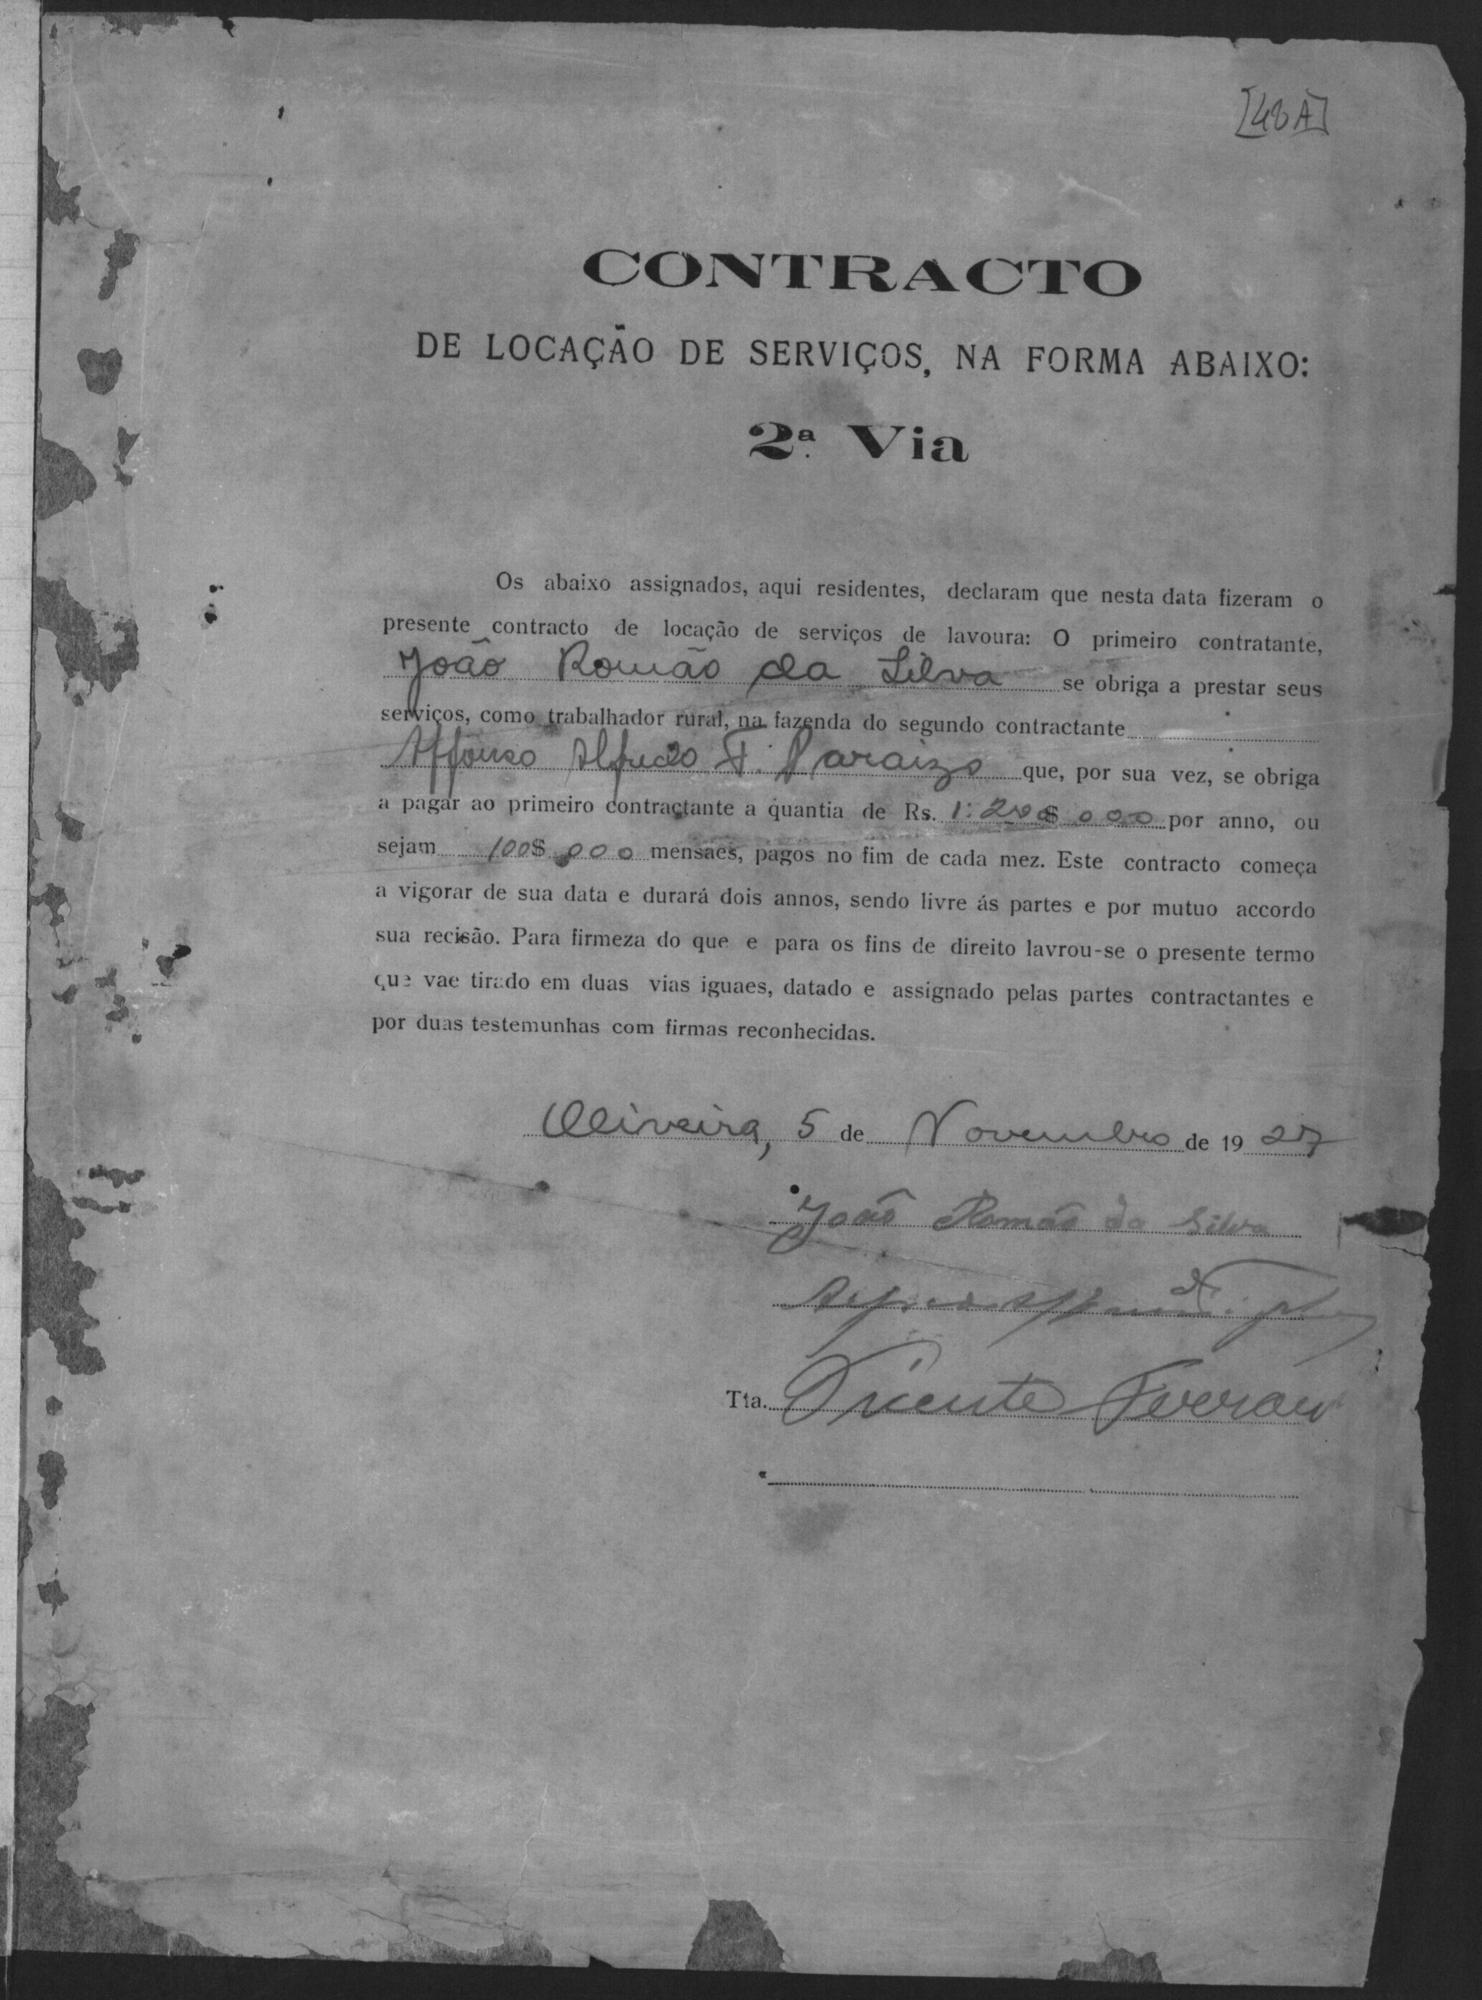 [48A]
CONTRACTO
DE LOCAÇÃO DE SERVIÇOS, NA FORMA ABAIXO:
2ª. Via
Os abaixo assignados, aqui residentes, declaram que nesta data fizeram o
presente contracto de locação de serviços de lavoura: O primeiro contratante,
João Romão da Silva se obriga a prestar seus
serviços, como trabalhador rural, na fazenda do segundo contractante
Affonso Alfredo F. Paraizo que, por sua vez, se obriga
a pagar ao primeiro contractante a quantia de Rs. 1:200$000 por anno, ou
sejam 100$000 mensaes, pagos no fim de cada mez. Este contracto começa
a vigorar de sua data e durará dois annos, sendo livre ás partes e por mutuo accordo
sua recisão. Para firmeza do que e para os fins de direito lavrou-se o presente termo
que vae tirado em duas vias iguaes, datado e assignado pelas partes contractantes e
por duas testemunhas com firmas reconhecidas.
Oliveira, 5 de Novembro de 1927
João Romão da Silva
Tta. Vicente